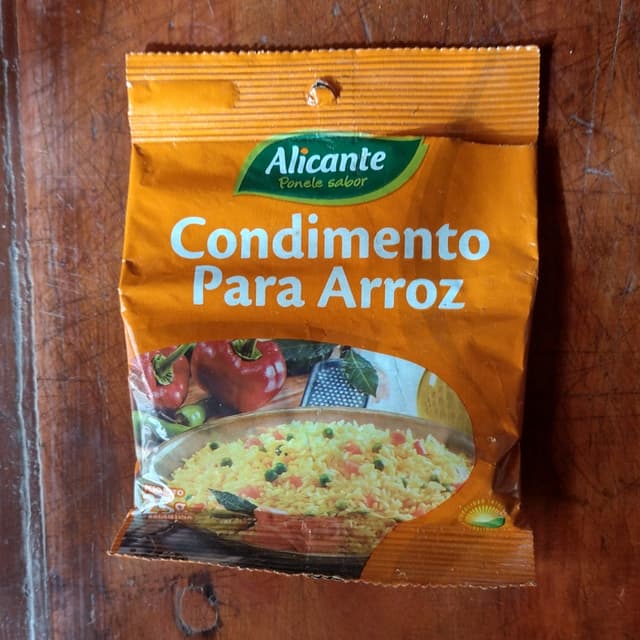 Alicante
Ponele sabor
Condimento
Para Arroz